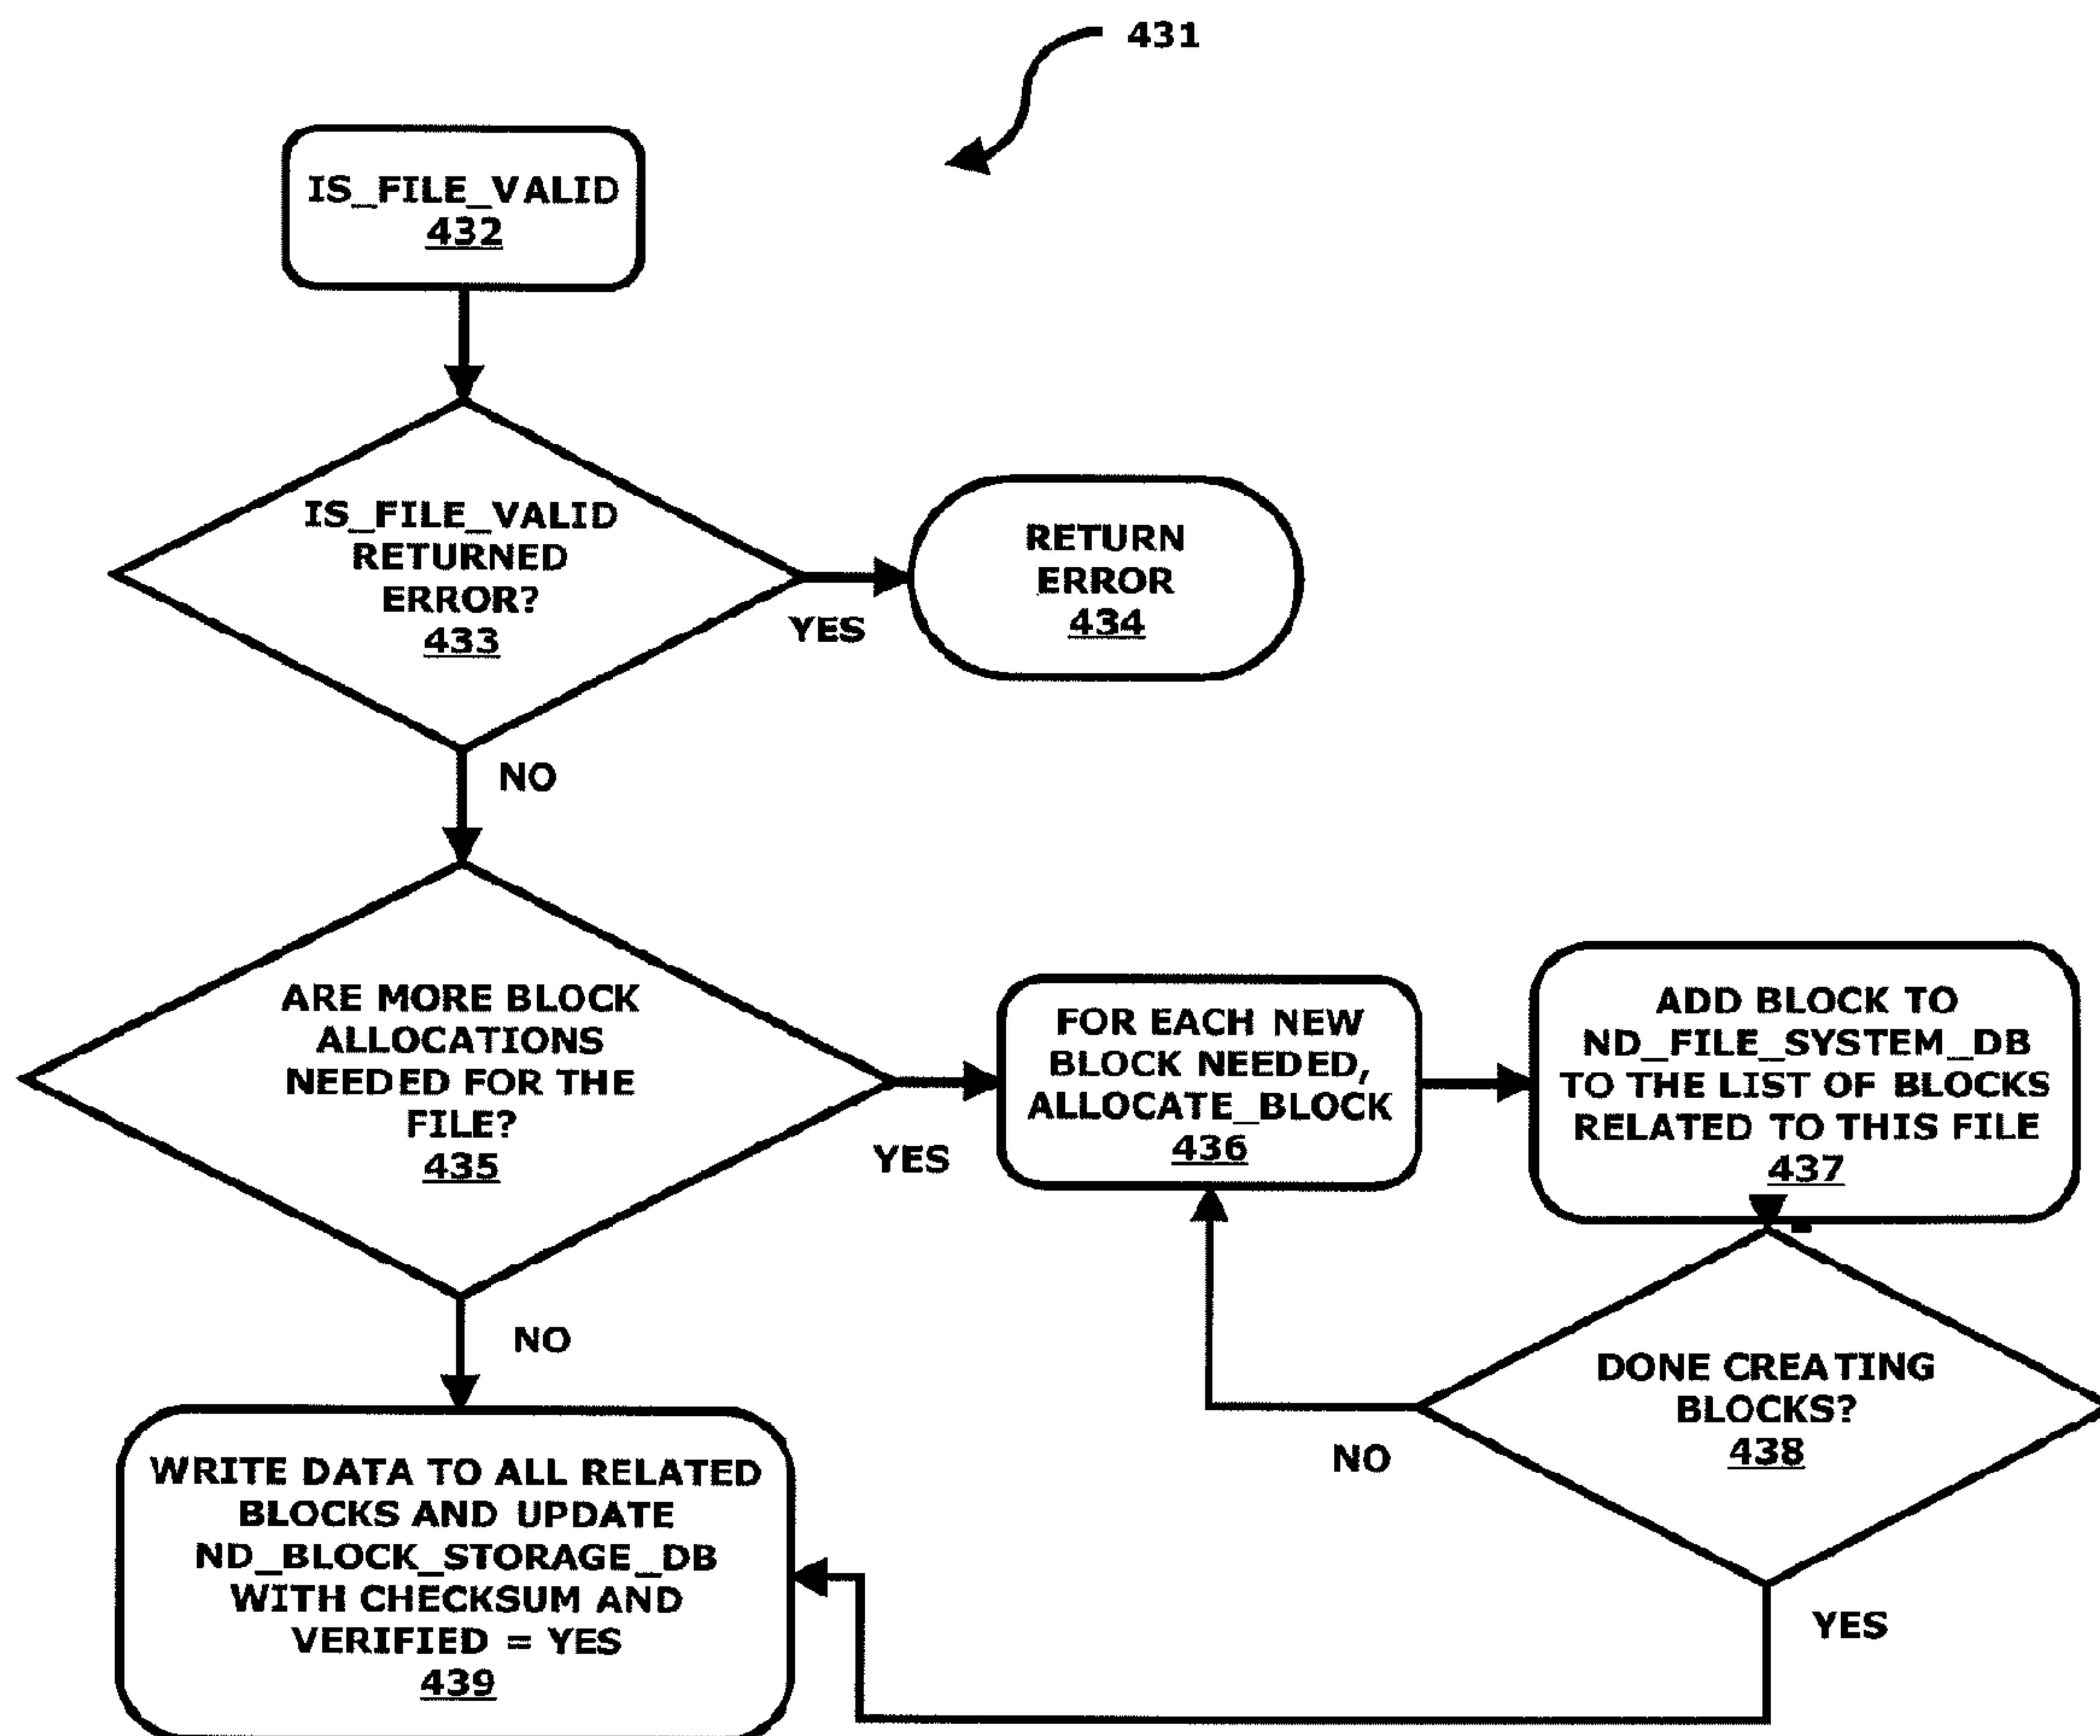 431
IS_FILE_VALID
432
IS_FILE_VALID
RETURNED
ERROR?
433
YES
RETURN
ERROR
434
NO
ARE MORE BLOCK
ALLOCATIONS
NEEDED FOR THE
FILE?
435
YES
FOR EACH NEW
BLOCK NEEDED,
ALLOCATE_BLOCK
436
ADD BLOCK TO
ND_FILE_SYSTEM_DB
TO THE LIST OF BLOCKS
RELATED TO THIS FILE
437
DONE CREATING
BLOCKS?
438
NO
YES
NO
WRITE DATA TO ALL RELATED
BLOCKS AND UPDATE
ND_BLOCK_STORAGE_DB
WITH CHECKSUM AND
VERIFIED = YES
439